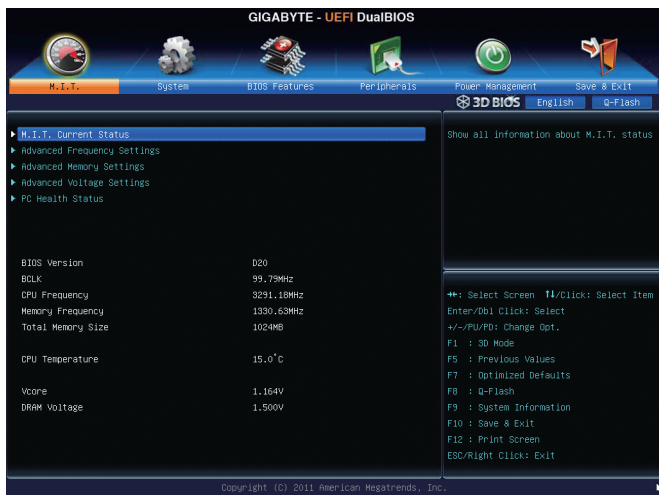 GIGABYTE - UEFI DualBIOS
M.I.T. System BIOS Features Peripherals Power Management Save & Exit
3D BIOS English Q-Flash
M.I.T. Current Status
Advanced Frequency Settings
Advanced Memory Settings
Advanced Voltage Settings
PC Health Status
Show all information about M.I.T. status
BIOS Version D20
BCLK 99.79MHz
CPU Frequency 3291.18MHz
Memory Frequency 1330.63MHz
Total Memory Size 1024MB
CPU Temperature 15.0°C
Vcore 1.164V
DRAM Voltage 1.500V
→←: Select Screen ↑↓/Click: Select Item
Enter/Dbl Click: Select
+/-/PU/PD: Change Opt.
F1 : 3D Mode
F5 : Previous Values
F7 : Optimized Defaults
F8 : Q-Flash
F9 : System Information
F10 : Save & Exit
F12 : Print Screen
ESC/Right Click: Exit
Copyright (C) 2011 American Megatrends, Inc.